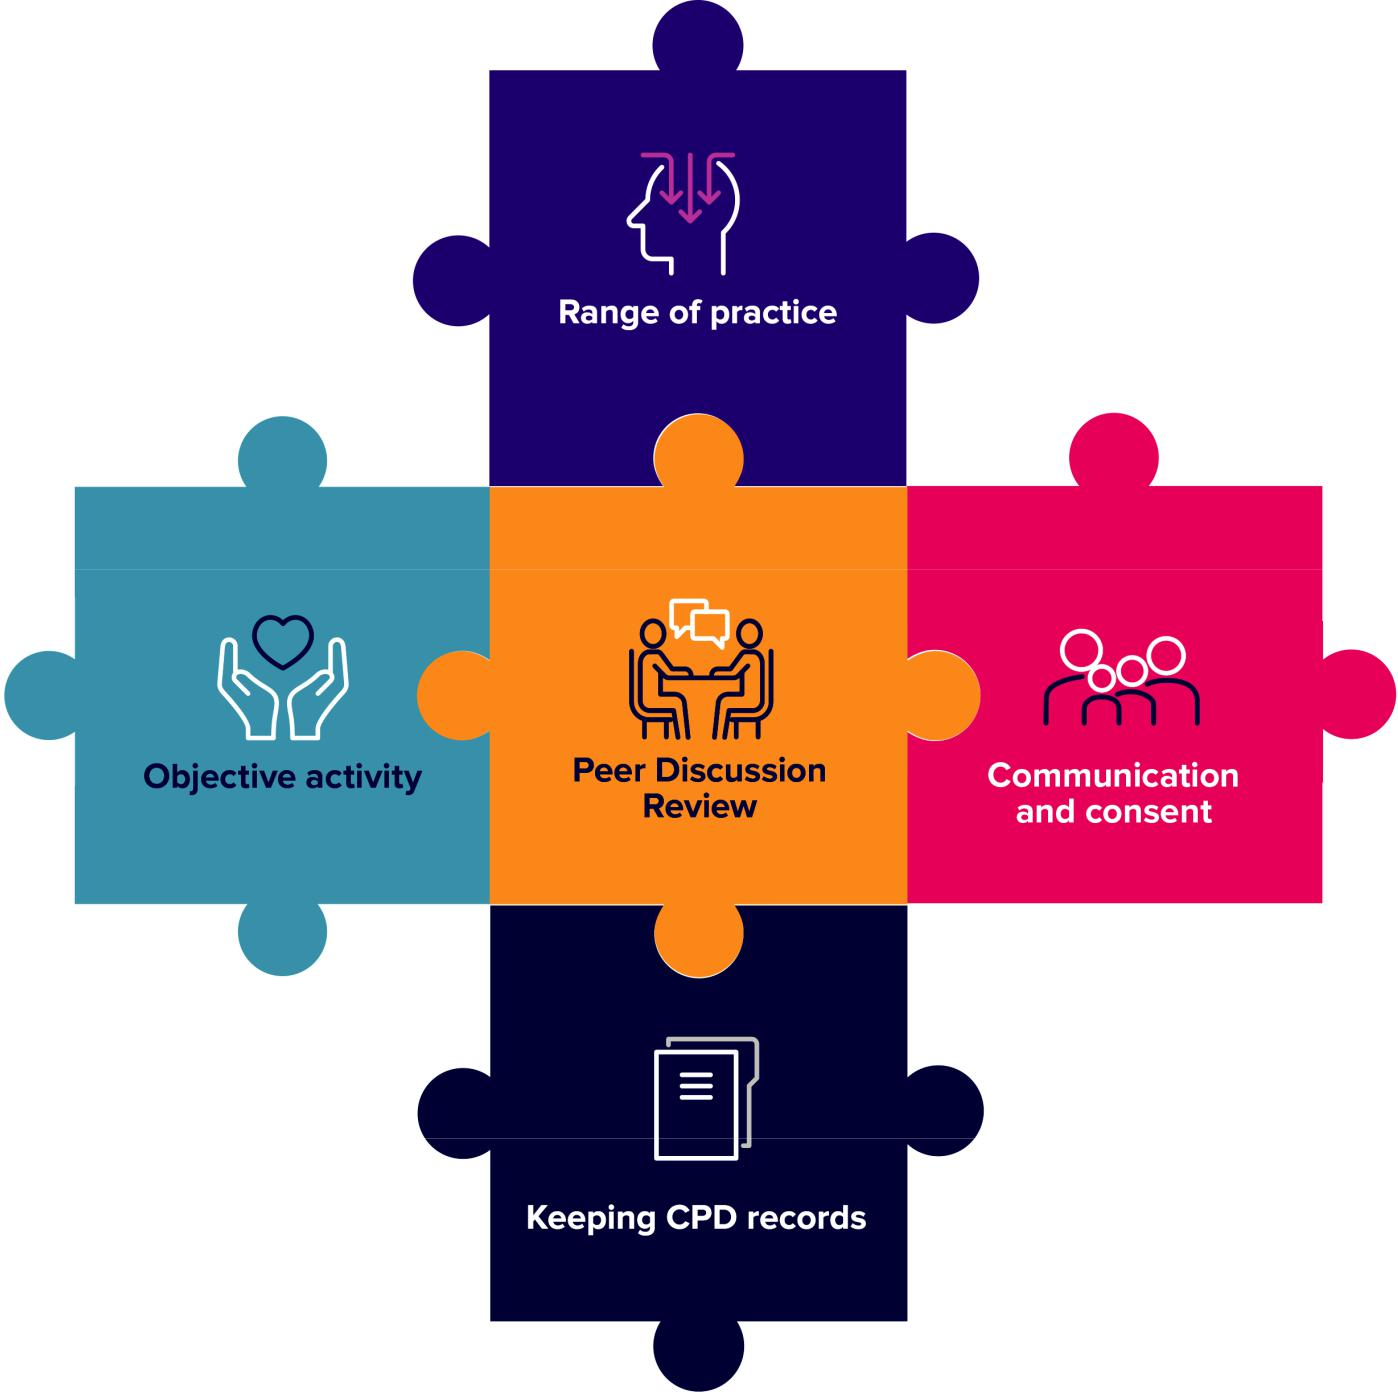 Range of practice
Objective activity
Peer Discussion
Review
Communication
and consent
Keeping CPD records